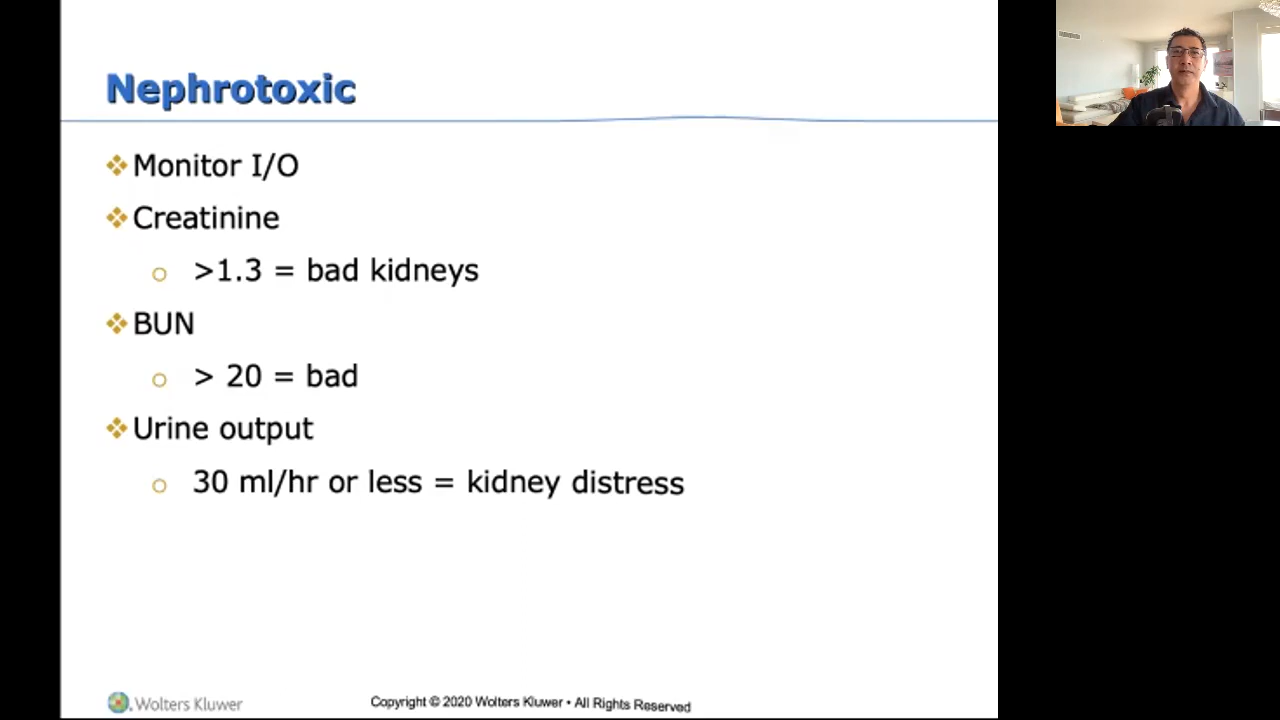 Nephrotoxic
Monitor I/O
Creatinine
>1.3 = bad kidneys
BUN
> 20 = bad
Urine output
30 ml/hr or less = kidney distress
Wolters Kluwer
Copyright © 2020 Wolters Kluwer • All Rights Reserved